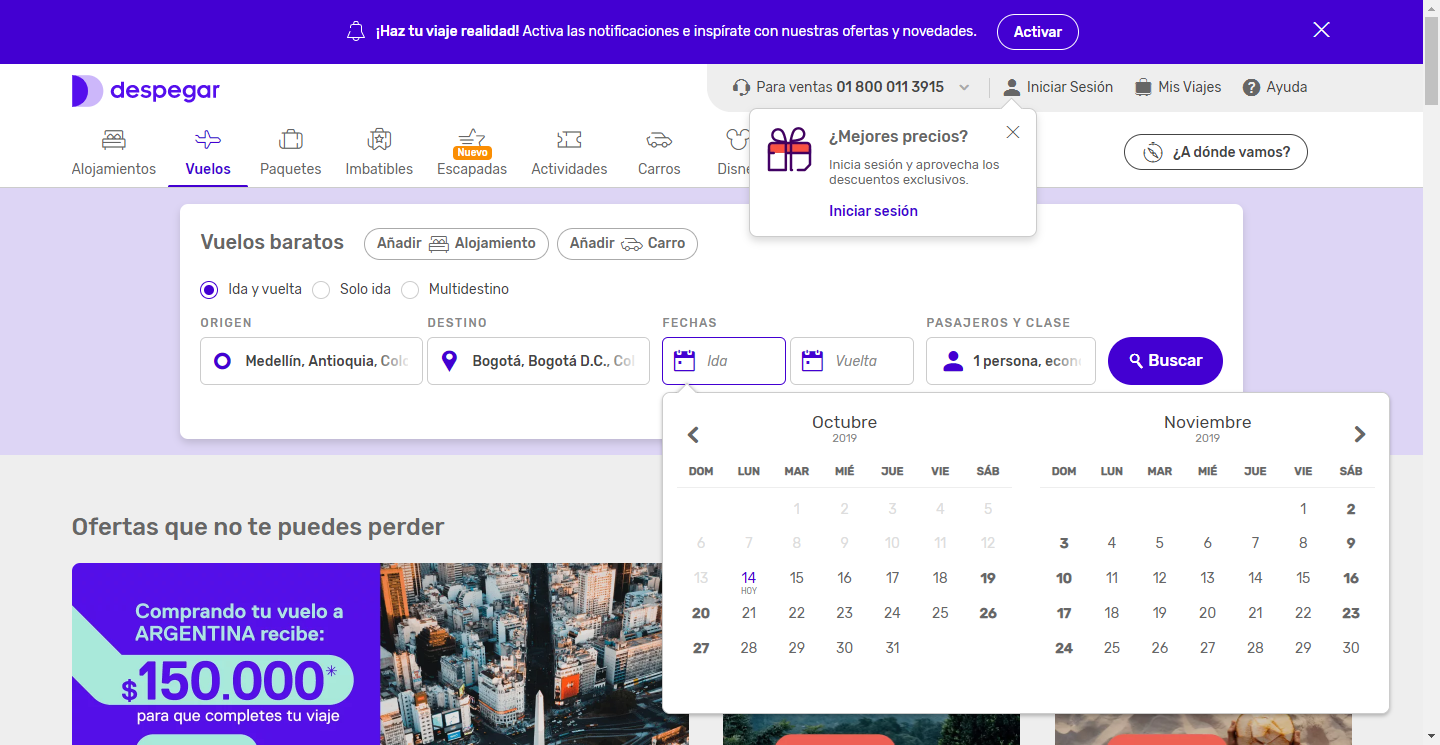 ¡Haz tu viaje realidad! Activa las notificaciones e inspírate con nuestras ofertas y novedades. Activar
despegar
Para ventas 01 800 011 3915 Iniciar Sesión Mis Viajes Ayuda
Alojamientos Vuelos Paquetes Imbatibles Nuevo Escapadas Actividades Carros
¿A dónde vamos?
¿Mejores precios?
Inicia sesión y aprovecha los
descuentos exclusivos.
Iniciar sesión
Vuelos baratos Añadir Alojamiento Añadir Carro
Ida y vuelta Solo ida Multidestino
ORIGEN DESTINO FECHAS PASAJEROS Y CLASE
Medellín, Antioquia, Bogotá, Bogotá D.C., Ida Vuelta 1 persona, Buscar
Octubre Noviembre
2019 2019
DOM LUN MAR MIÉ JUE VIE SÁB DOM LUN MAR MIÉ JUE VIE SÁB
1 2 3 4 5 1 2
6 7 8 9 10 11 12 3 4 5 6 7 8 9
13 14 15 16 17 18 19 10 11 12 13 14 15 16
HOY
20 21 22 23 24 25 26 17 18 19 20 21 22 23
27 28 29 30 31 24 25 26 27 28 29 30
Ofertas que no te puedes perder
Comprando tu vuelo a
ARGENTINA recibe:
$150.000*
para que completes tu viaje